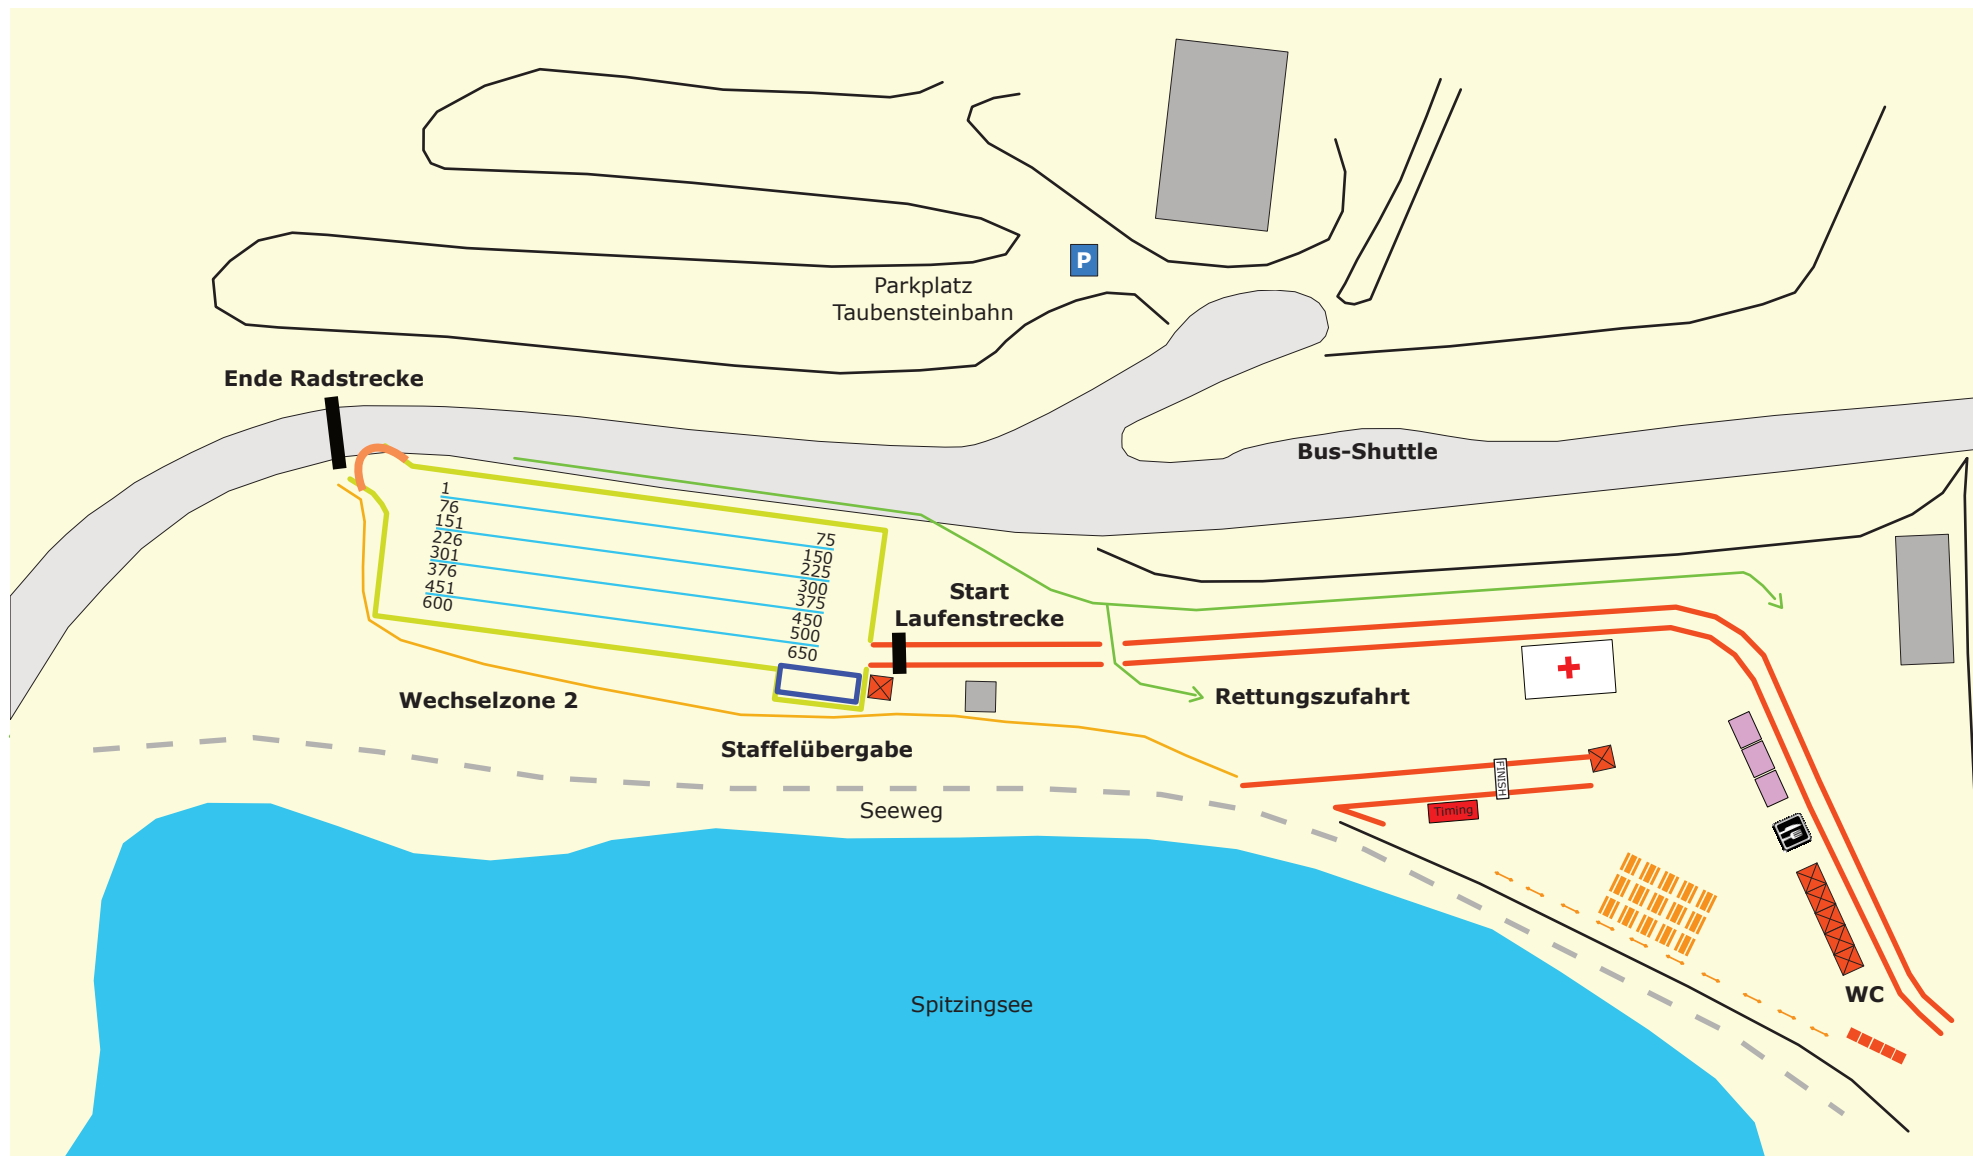 P
Parkplatz
Taubensteinbahn
Ende Radstrecke
Bus-Shuttle
1
75
76
150
151
225
226
300
301
375
376
450
451
500
600
650
Start
Laufenstrecke
Wechselzone 2
Rettungszufahrt
Staffelübergabe
FINISH
Timing
Seeweg
Spitzingsee
WC